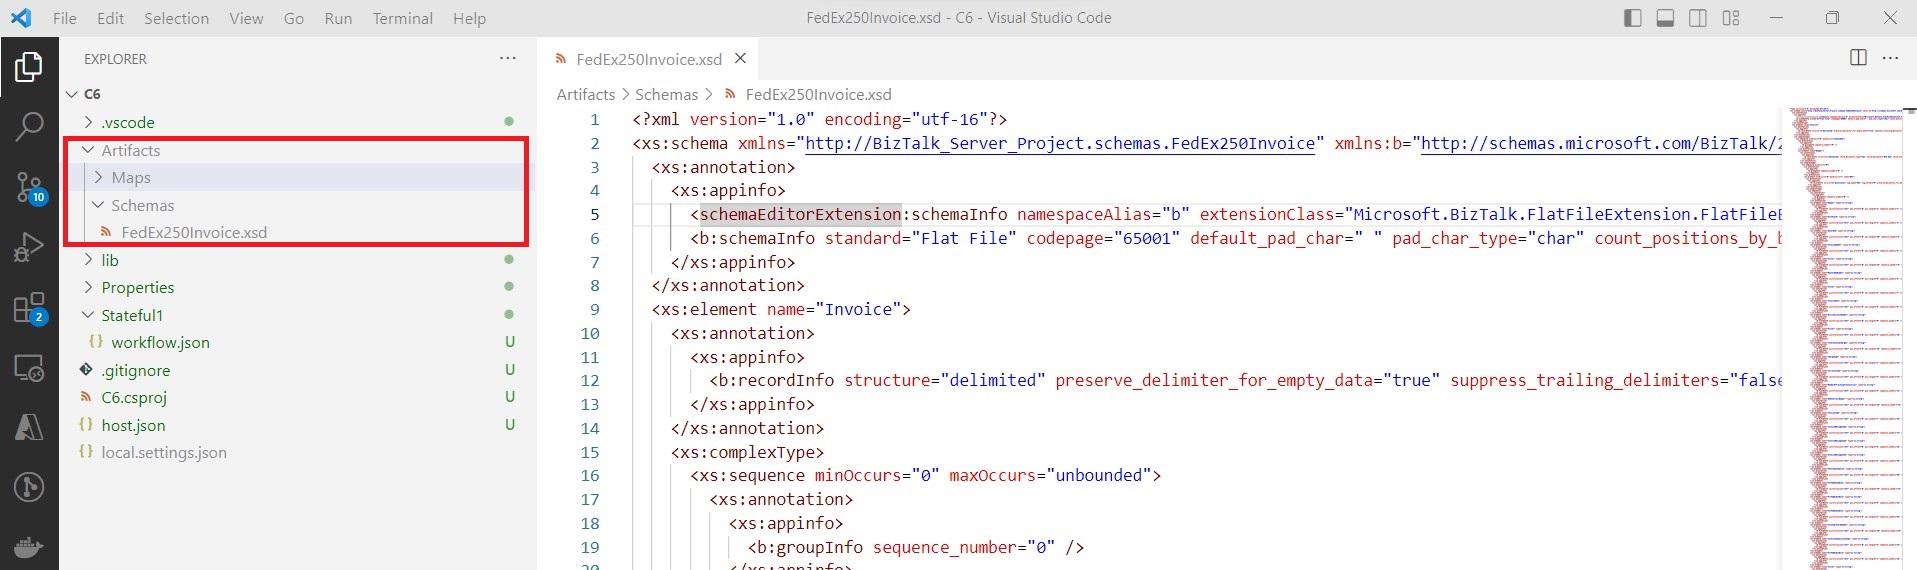 File Edit Selection View Go Run Terminal Help
FedEx250Invoice.xsd - C6 - Visual Studio Code
EXPLORER
C6
.vscode
Artifacts
Maps
Schemas
FedEx250Invoice.xsd
lib
Properties
Stateful1
workflow.json U
.gitignore U
C6.csproj U
host.json U
local.settings.json
10
2
FedEx250Invoice.xsd
Artifacts > Schemas > FedEx250Invoice.xsd
1 <?xml version="1.0" encoding="utf-16"?>
2 <xs:schema xmlns="http://BizTalk_Server_Project.schemas.FedEx250Invoice" xmlns:b="http://schemas.microsoft.com/BizTalk/2
3 <xs:annotation>
4 <xs:appinfo>
5 <schemaEditorExtension:schemaInfo namespaceAlias="b" extensionClass="Microsoft.BizTalk.FlatFileExtension.FlatFileE
6 <b:schemaInfo standard="Flat File" codepage="65001" default_pad_char=" " pad_char_type="char" count_positions_by_b
7 </xs:appinfo>
8 </xs:annotation>
9 <xs:element name="Invoice">
10 <xs:annotation>
11 <xs:appinfo>
12 <b:recordInfo structure="delimited" preserve_delimiter_for_empty_data="true" suppress_trailing_delimiters="false
13 </xs:appinfo>
14 </xs:annotation>
15 <xs:complexType>
16 <xs:sequence minOccurs="0" maxOccurs="unbounded">
17 <xs:annotation>
18 <xs:appinfo>
19 <b:groupInfo sequence_number="0" />
20 </xs:appinfo>